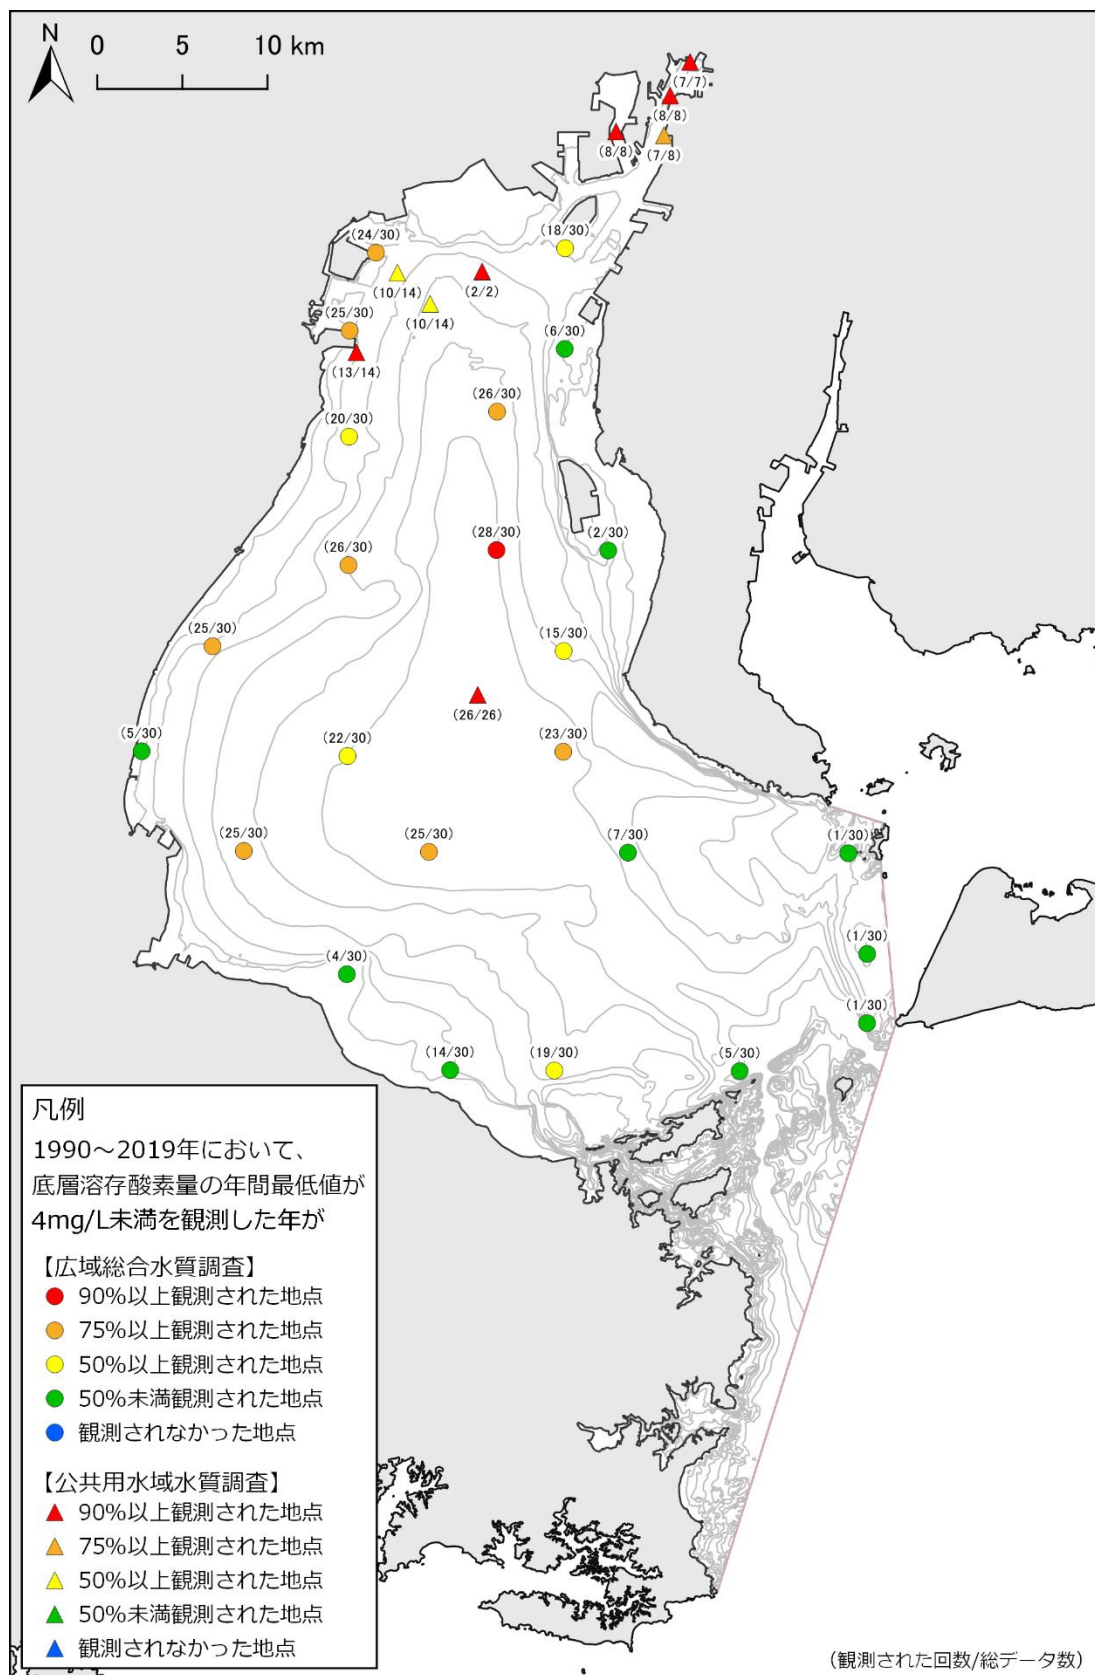 N
0 5 10 km
(7/7)
(8/8)
(8/8)
(7/8)
(18/30)
(24/30)
(2/2)
(10/14)
(10/14)
(25/30)
(6/30)
(13/14)
(26/30)
(20/30)
(28/30)
(2/30)
(26/30)
(25/30)
(15/30)
(26/26)
(5/30)
(22/30)
(23/30)
(25/30)
(25/30)
(7/30)
(1/30)
(1/30)
(4/30)
(1/30)
(14/30)
(19/30)
(5/30)
凡例
1990～2019年において、
底層溶存酸素量の年間最低値が
4mg/L未満を観測した年が
【広域総合水質調査】
90%以上観測された地点
75%以上観測された地点
50%以上観測された地点
50%未満観測された地点
観測されなかった地点
【公共用水域水質調査】
90%以上観測された地点
75%以上観測された地点
50%以上観測された地点
50%未満観測された地点
観測されなかった地点
（観測された回数/総データ数）